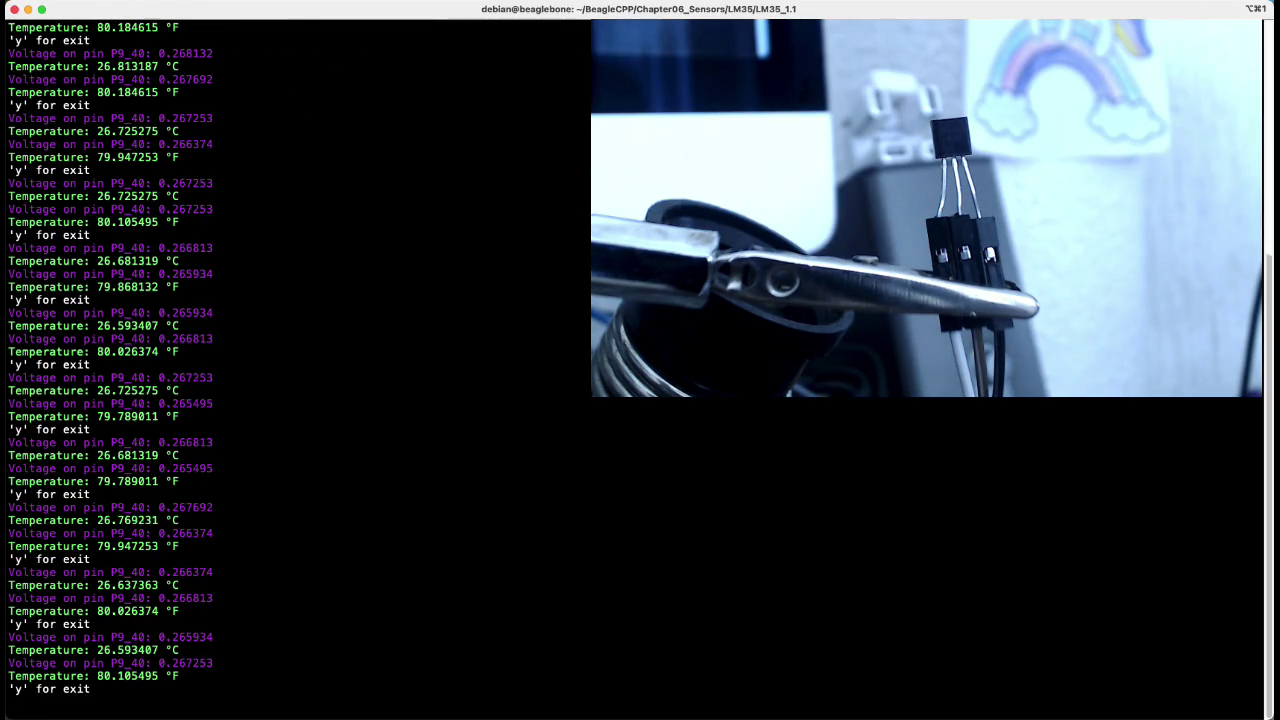 debian@beaglebone: ~/BeagleCPP/Chapter06_Sensors/LM35/LM35_1.1
⌥⌘1
Temperature: 80.184615 °F
'y' for exit
Voltage on pin P9_40: 0.268132
Temperature: 26.813187 °C
Voltage on pin P9_40: 0.267692
Temperature: 80.184615 °F
'y' for exit
Voltage on pin P9_40: 0.267253
Temperature: 26.725275 °C
Voltage on pin P9_40: 0.266374
Temperature: 79.947253 °F
'y' for exit
Voltage on pin P9_40: 0.267253
Temperature: 26.725275 °C
Voltage on pin P9_40: 0.267253
Temperature: 80.105495 °F
'y' for exit
Voltage on pin P9_40: 0.266813
Temperature: 26.681319 °C
Voltage on pin P9_40: 0.265934
Temperature: 79.868132 °F
'y' for exit
Voltage on pin P9_40: 0.265934
Temperature: 26.593407 °C
Voltage on pin P9_40: 0.266813
Temperature: 80.026374 °F
'y' for exit
Voltage on pin P9_40: 0.267253
Temperature: 26.725275 °C
Voltage on pin P9_40: 0.265495
Temperature: 79.789011 °F
'y' for exit
Voltage on pin P9_40: 0.266813
Temperature: 26.681319 °C
Voltage on pin P9_40: 0.265495
Temperature: 79.789011 °F
'y' for exit
Voltage on pin P9_40: 0.267692
Temperature: 26.769231 °C
Voltage on pin P9_40: 0.266374
Temperature: 79.947253 °F
'y' for exit
Voltage on pin P9_40: 0.266374
Temperature: 26.637363 °C
Voltage on pin P9_40: 0.266813
Temperature: 80.026374 °F
'y' for exit
Voltage on pin P9_40: 0.265934
Temperature: 26.593407 °C
Voltage on pin P9_40: 0.267253
Temperature: 80.105495 °F
'y' for exit